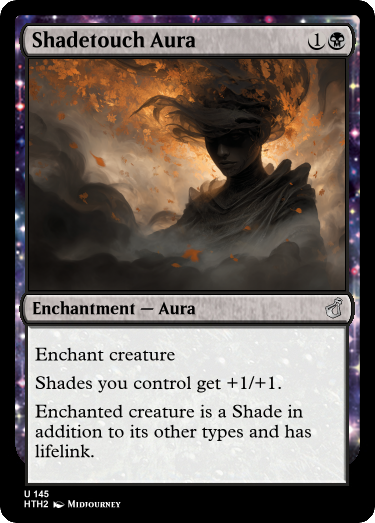 Shadetouch Aura 1
Enchantment — Aura
Enchant creature
Shades you control get +1/+1.
Enchanted creature is a Shade in
addition to its other types and has
lifelink.
U 145
HTH2 Midjourney